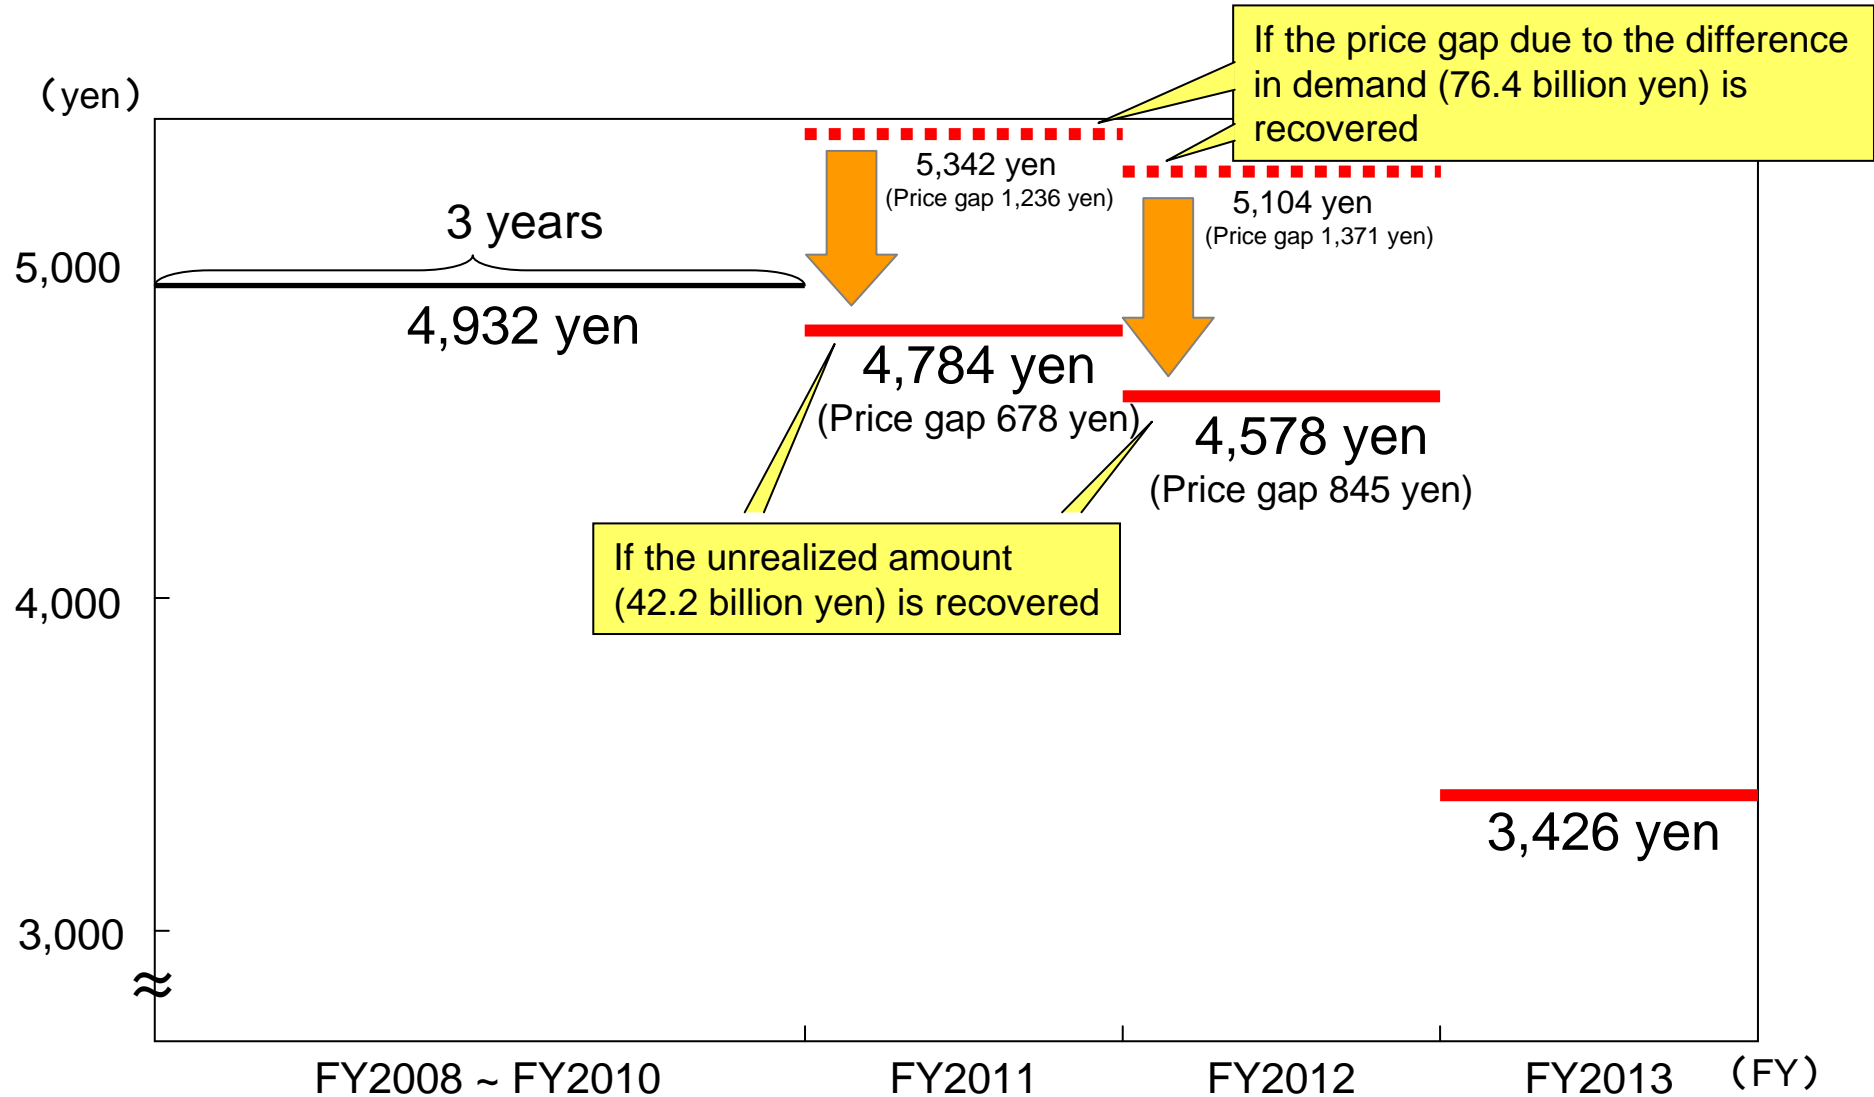 If the price gap due to the difference
in demand (76.4 billion yen) is
recovered
(yen)
5,342 yen
(Price gap 1,236 yen)
5,104 yen
(Price gap 1,371 yen)
3 years
5,000
4,932 yen
4,784 yen
(Price gap 678 yen)
4,578 yen
(Price gap 845 yen)
If the unrealized amount
(42.2 billion yen) is recovered
4,000
3,426 yen
3,000
FY2008 ~ FY2010
FY2011
FY2012
FY2013
(FY)